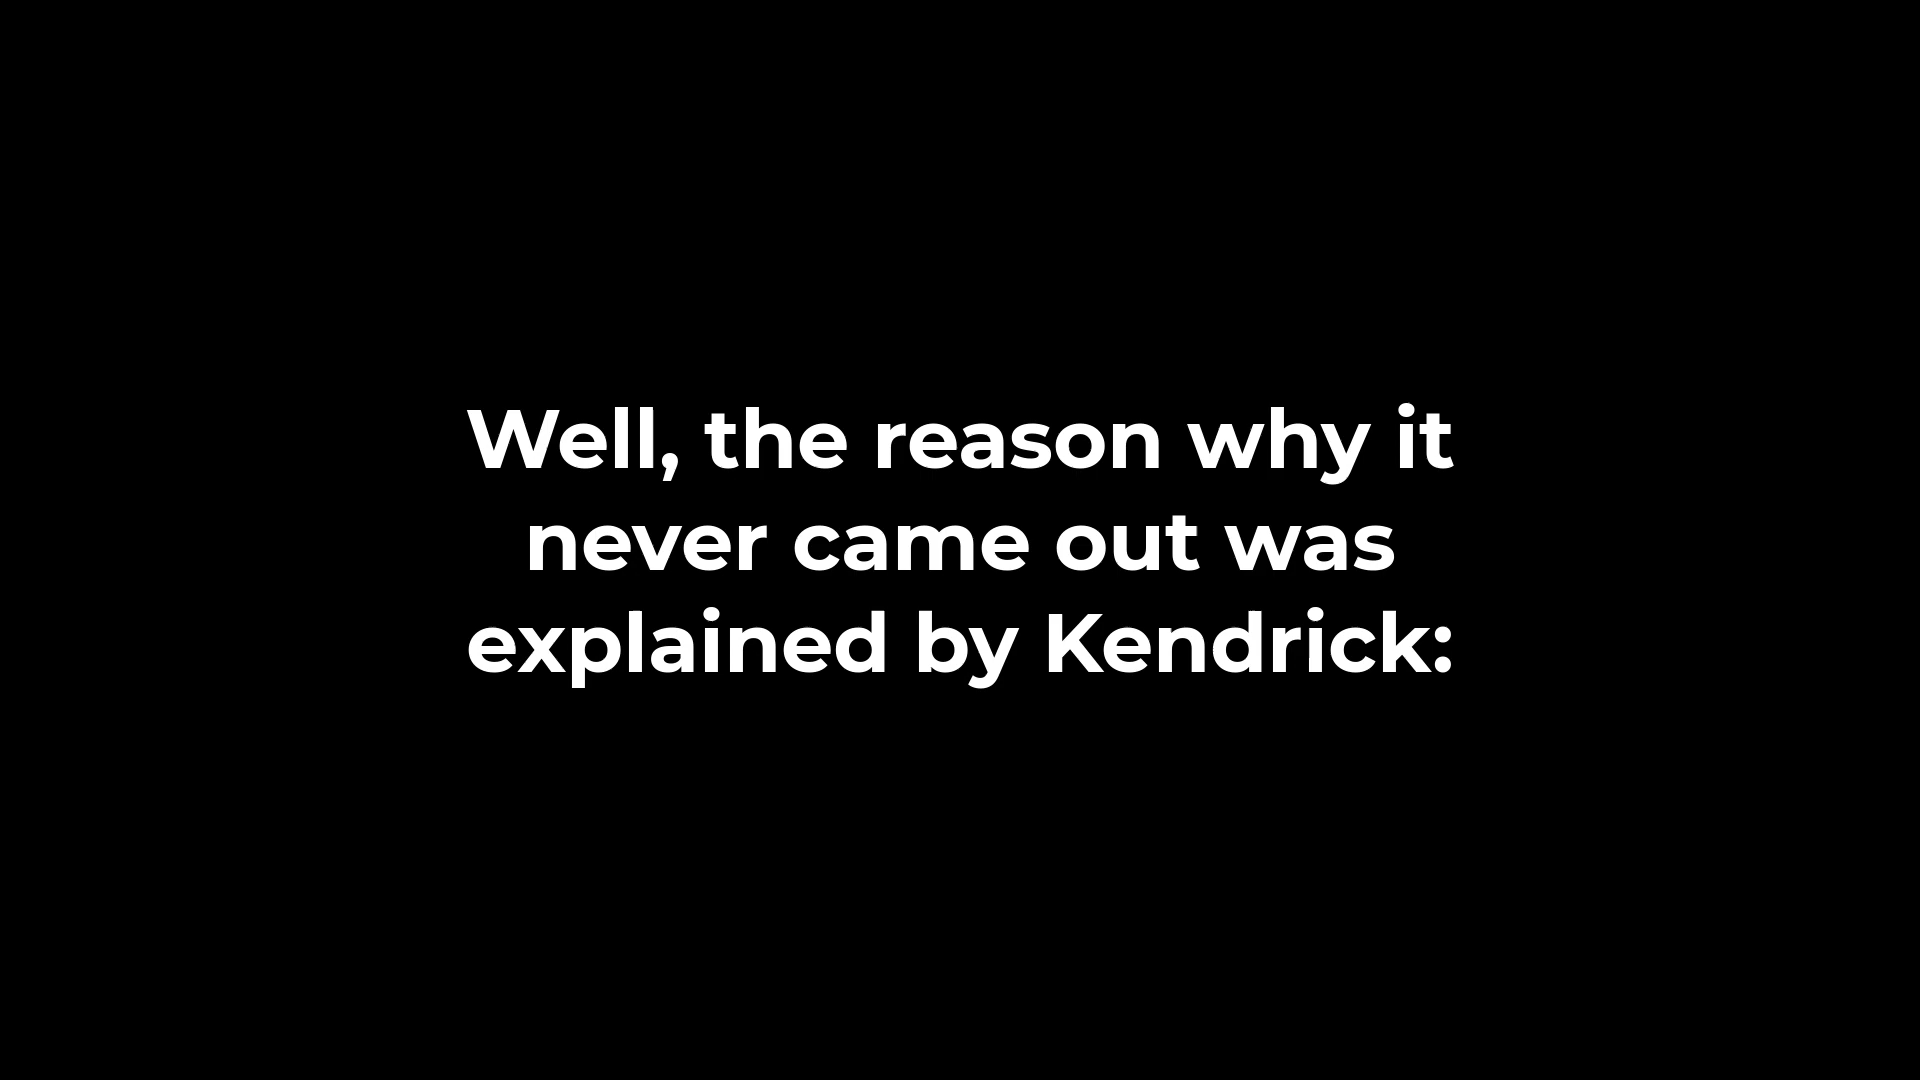 Well, the reason why it
never came out was
explained by Kendrick: